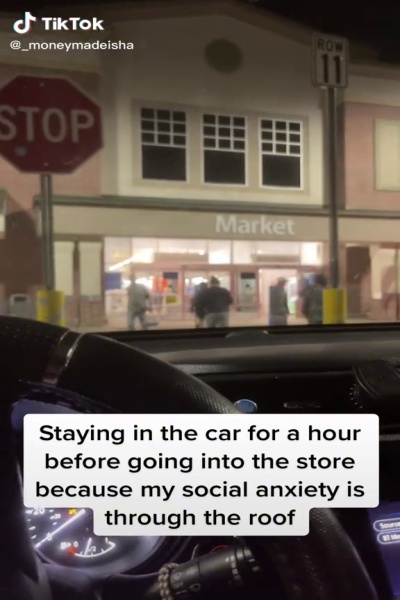 TikTok
@_moneymadeisha
ROW
11
STOP
Market
Staying in the car for a hour
before going into the store
because my social anxiety is
through the roof
Source